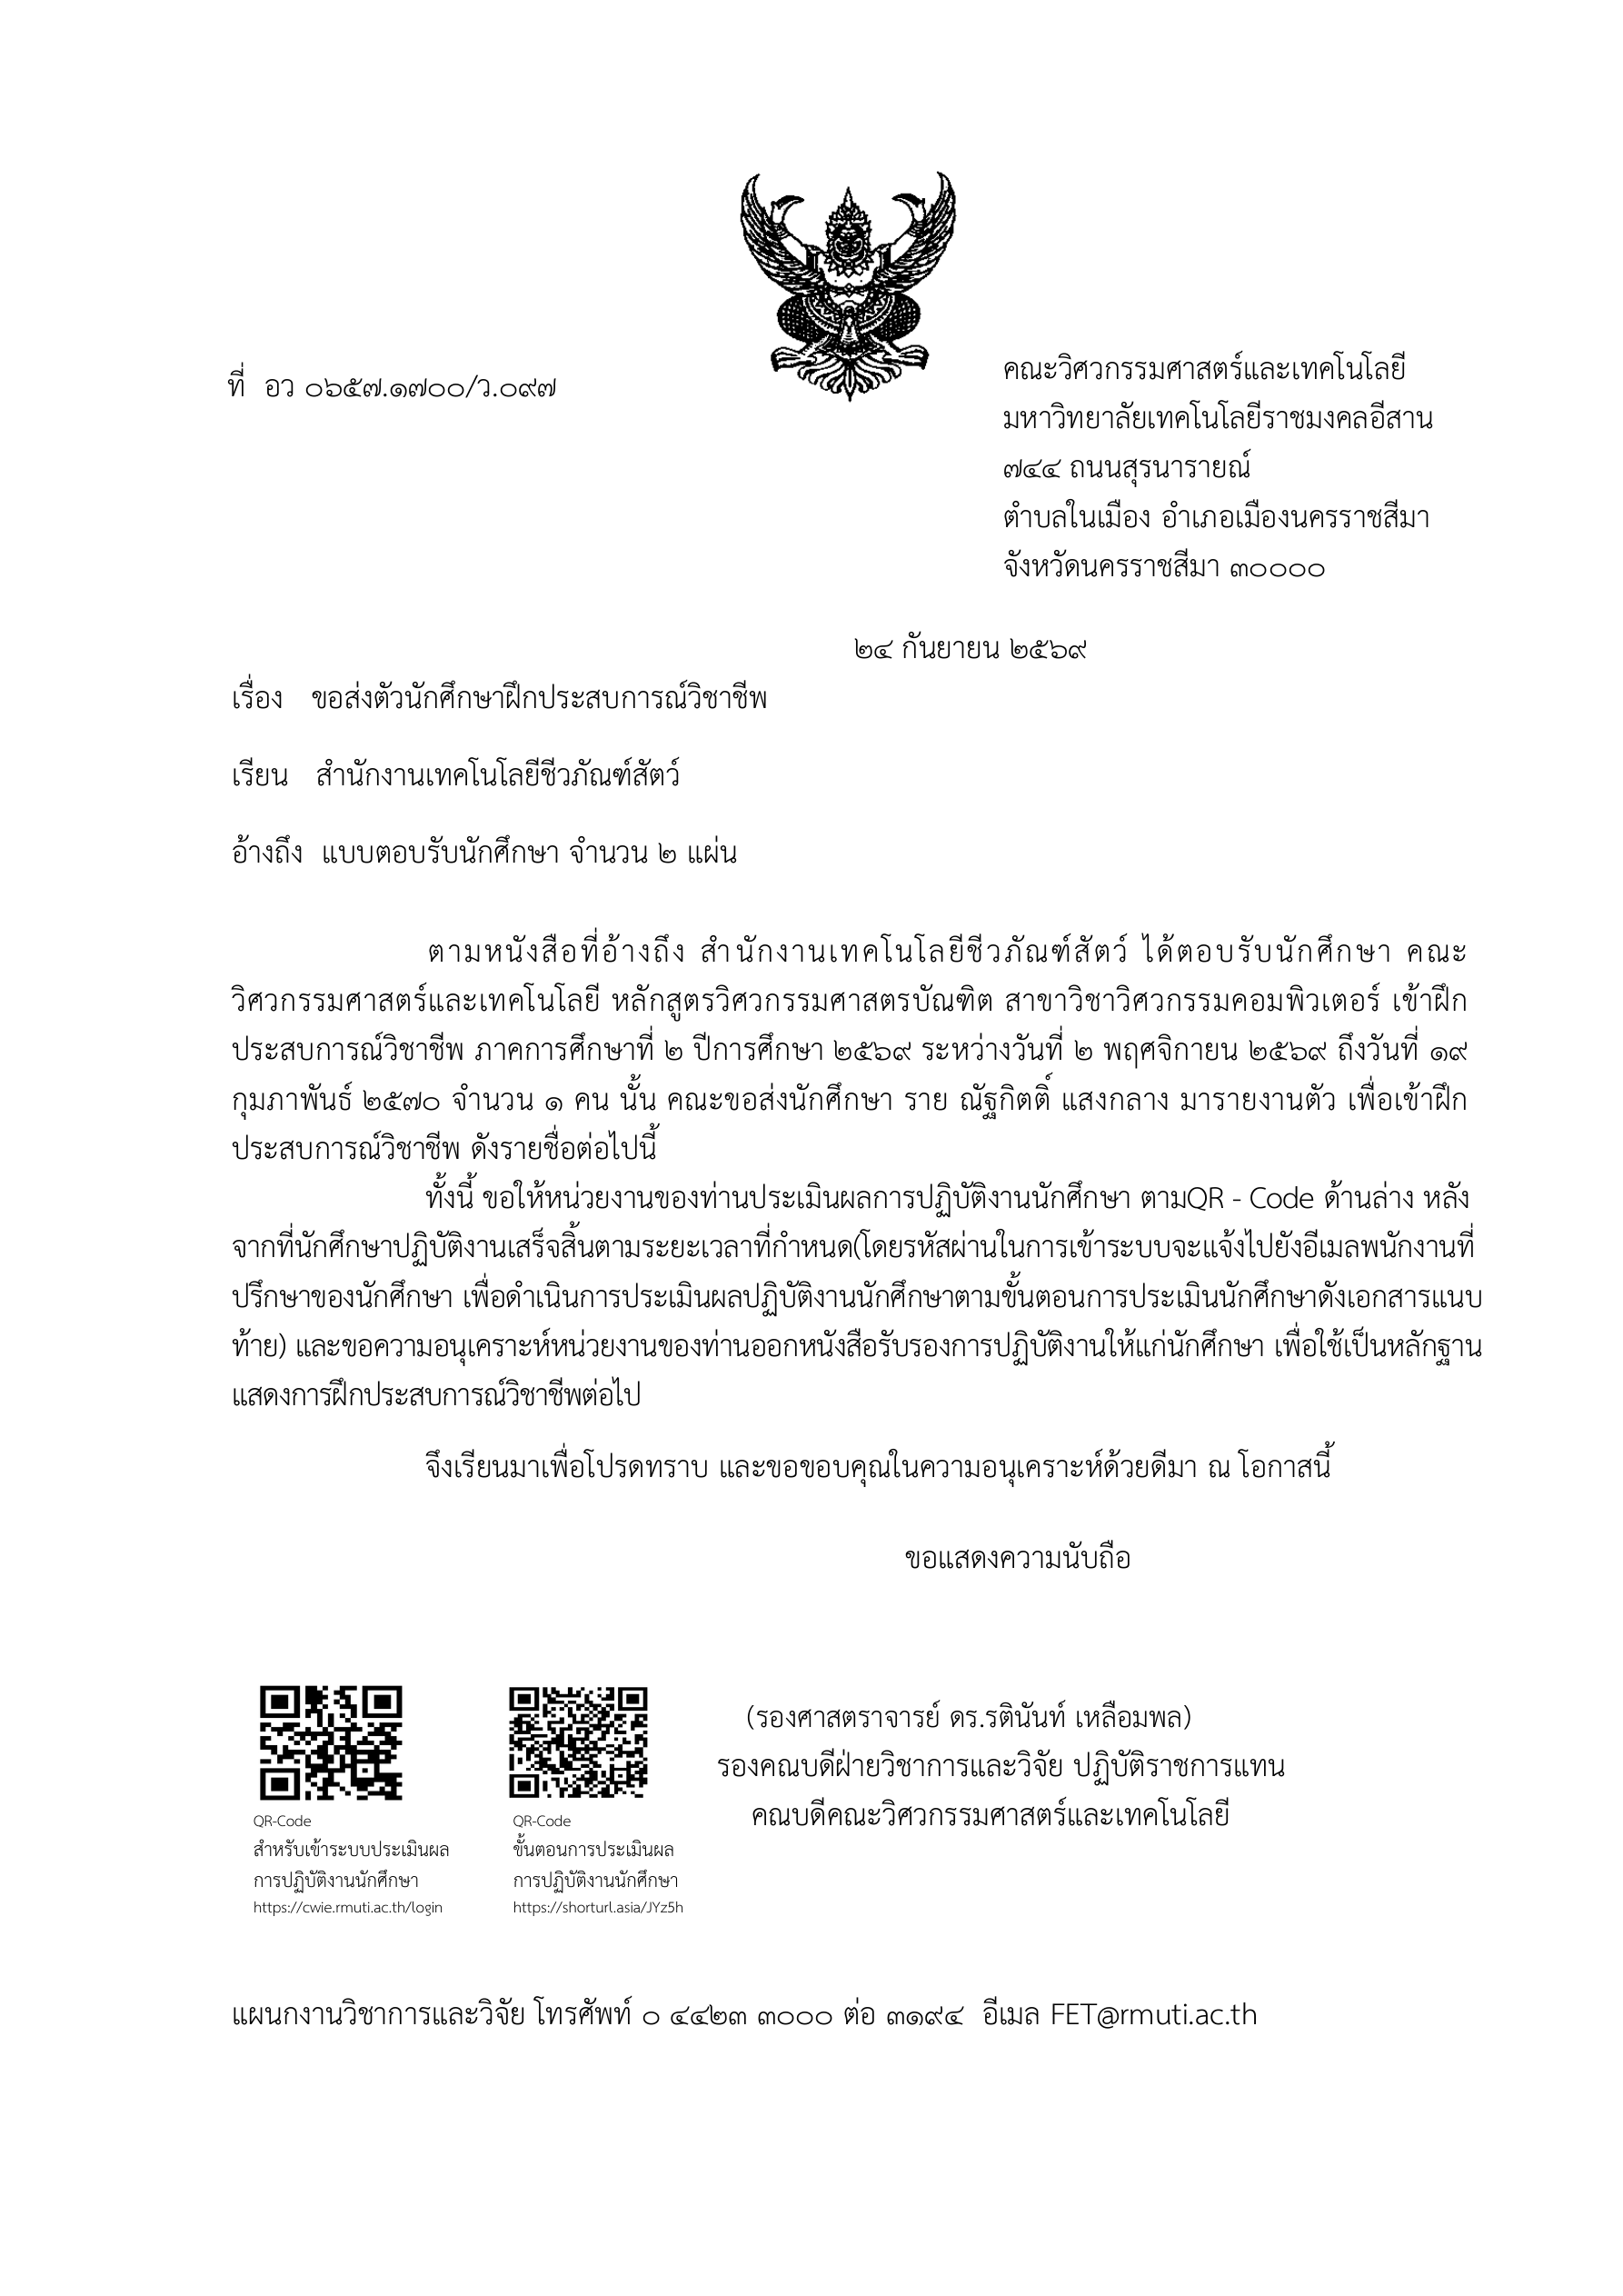 ที่ อว ๐๖๕๗.๑๗๐๐/ว.๐๙๗
คณะวิศวกรรมศาสตร์และเทคโนโลยี
มหาวิทยาลัยเทคโนโลยีราชมงคลอีสาน
๗๔๔ ถนนสุรนารายณ์
ตำบลในเมือง อำเภอเมืองนครราชสีมา
จังหวัดนครราชสีมา ๓๐๐๐๐
๒๔ กันยายน ๒๕๖๙
เรื่อง ขอส่งตัวนักศึกษาฝึกประสบการณ์วิชาชีพ
เรียน สำนักงานเทคโนโลยีชีวภัณฑ์สัตว์
อ้างถึง แบบตอบรับนักศึกษา จำนวน ๒ แผ่น
ตามหนังสือที่อ้างถึง สำนักงานเทคโนโลยีชีวภัณฑ์สัตว์ ได้ตอบรับนักศึกษา คณะ
วิศวกรรมศาสตร์และเทคโนโลยี หลักสูตรวิศวกรรมศาสตรบัณฑิต สาขาวิชาวิศวกรรมคอมพิวเตอร์ เข้าฝึก
ประสบการณ์วิชาชีพ ภาคการศึกษาที่ ๒ ปีการศึกษา ๒๕๖๙ ระหว่างวันที่ ๒ พฤศจิกายน ๒๕๖๙ ถึงวันที่ ๑๙
กุมภาพันธ์ ๒๕๗๐ จำนวน ๑ คน นั้น คณะขอส่งนักศึกษา ราย ณัฐกิตติ์ แสงกลาง มารายงานตัว เพื่อเข้าฝึก
ประสบการณ์วิชาชีพ ดังรายชื่อต่อไปนี้
ทั้งนี้ ขอให้หน่วยงานของท่านประเมินผลการปฏิบัติงานนักศึกษา ตามQR - Code ด้านล่าง หลัง
จากที่นักศึกษาปฏิบัติงานเสร็จสิ้นตามระยะเวลาที่กำหนด(โดยรหัสผ่านในการเข้าระบบจะแจ้งไปยังอีเมลพนักงานที่
ปรึกษาของนักศึกษา เพื่อดำเนินการประเมินผลปฏิบัติงานนักศึกษาตามขั้นตอนการประเมินนักศึกษาดังเอกสารแนบ
ท้าย) และขอความอนุเคราะห์หน่วยงานของท่านออกหนังสือรับรองการปฏิบัติงานให้แก่นักศึกษา เพื่อใช้เป็นหลักฐาน
แสดงการฝึกประสบการณ์วิชาชีพต่อไป
จึงเรียนมาเพื่อโปรดทราบ และขอขอบคุณในความอนุเคราะห์ด้วยดีมา ณ โอกาสนี้
ขอแสดงความนับถือ
(รองศาสตราจารย์ ดร.รตินันท์ เหลือมพล)
รองคณบดีฝ่ายวิชาการและวิจัย ปฏิบัติราชการแทน
คณบดีคณะวิศวกรรมศาสตร์และเทคโนโลยี
QR-Code
สำหรับเข้าระบบประเมินผล
การปฏิบัติงานนักศึกษา
https://cwie.rmuti.ac.th/login
QR-Code
ขั้นตอนการประเมินผล
การปฏิบัติงานนักศึกษา
https://shorturl.asia/JYz5h
แผนกงานวิชาการและวิจัย โทรศัพท์ ๐ ๔๔๒๓ ๓๐๐๐ ต่อ ๓๑๙๔ อีเมล FET@rmuti.ac.th